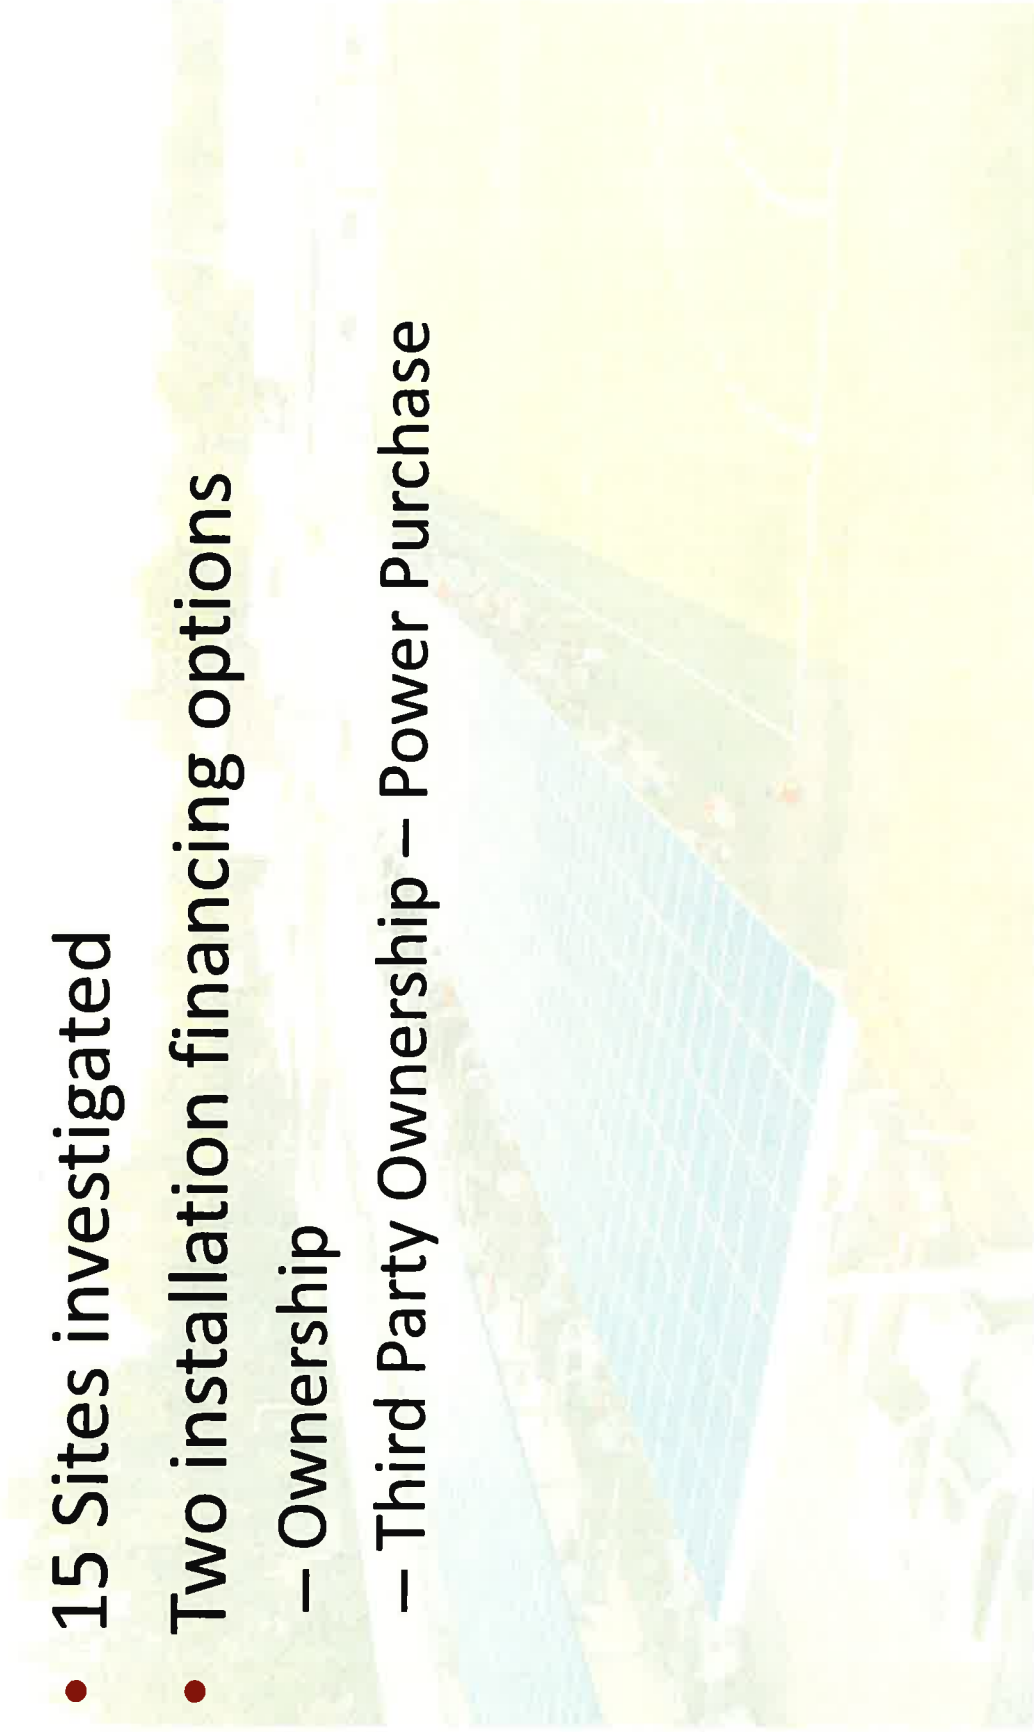 • 15 Sites investigated
• Two installation financing options
– Ownership
– Third Party Ownership – Power Purchase